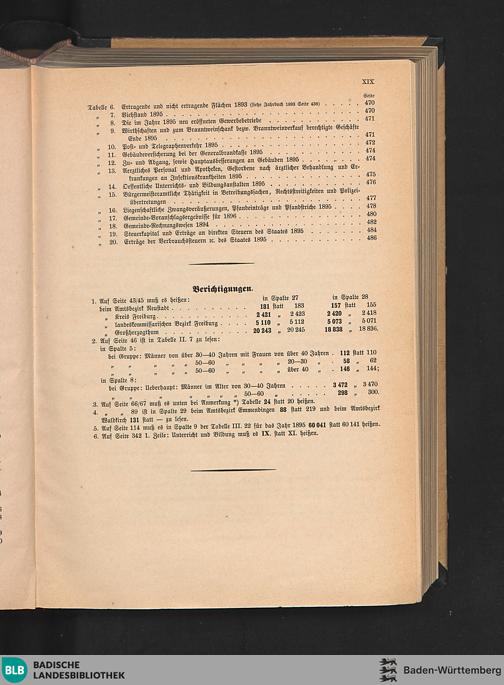 XIX
Seite
Tabelle 6. Ertragende und nicht ertragende Flächen 1893 (siehe Jahrbuch 1893 Seite 430) . . . 470
„ 7. Viehstand 1895 . . . 470
„ 8. Die im Jahre 1895 neu eröffneten Gewerbebetriebe . . . 471
„ 9. Wirthschaften und zum Branntweinschank bezw. Branntweinverkauf berechtigte Geschäfte
Ende 1895 . . . 471
„ 10. Post- und Telegraphenverkehr 1895 . . . 472
„ 11. Gebäudeversicherung bei der Generalbrandkasse 1895 . . . 474
„ 12. Zu- und Abgang, sowie Hauptausbesserungen an Gebäuden 1895 . . . 474
„ 13. Aerztliches Personal und Apotheken, Gestorbene nach ärztlicher Behandlung und Er-
krankungen an Infektionskrankheiten 1895 . . . 475
„ 14. Oeffentliche Unterrichts- und Bildungsanstalten 1895 . . . 476
„ 15. Bürgermeisteramtliche Thätigkeit in Betreibungssachen, Rechtsstreitigkeiten und Polizei-
übertretungen . . . 477
„ 16. Liegenschaftliche Zwangsveräußerungen, Pfandeinträge und Pfandstriche 1895 . . . 478
„ 17. Gemeinde-Voranschlagsergebnisse für 1896 . . . 480
„ 18. Gemeinde-Rechnungswesen 1894 . . . 482
„ 19. Steuerkapital und Erträge an direkten Steuern des Staates 1895 . . . 484
„ 20. Erträge der Verbrauchssteuern ꝛc. des Staates 1895 . . . 486
Berichtigungen.
1. Auf Seite 43/45 muß es heißen: in Spalte 27 in Spalte 28
beim Amtsbezirk Neustadt . . . 181 statt 183 157 statt 155
„ Kreis Freiburg . . . 2 421 „ 2 423 2 420 „ 2 418
„ landeskommissarischen Bezirk Freiburg . . . 5 110 „ 5 112 5 073 „ 5 071
„ Großherzogthum . . . 20 243 „ 20 245 18 838 „ 18 836.
2. Auf Seite 46 ist in Tabelle II. 7 zu lesen:
in Spalte 5:
bei Gruppe: Männer von über 30—40 Jahren mit Frauen von über 40 Jahren . 112 statt 110
„ „ „ „ „ 50—60 „ „ „ „ „ 20—30 „ . 58 „ 62
„ „ „ „ „ 50—60 „ „ „ „ über 40 „ . 146 „ 144;
in Spalte 8:
bei Gruppe: Ueberhaupt: Männer im Alter von 30—40 Jahren . . . 3 472 „ 3 470
„ „ „ „ „ „ „ 50—60 „ . . . 298 „ 300.
3. Auf Seite 66/67 muß es unten bei Anmerkung *) Tabelle 24 statt 20 heißen.
4. „ „ 89 ist in Spalte 29 beim Amtsbezirk Emmendingen 88 statt 219 und beim Amtsbezirk
Waldkirch 131 statt — zu lesen.
5. Auf Seite 114 muß es in Spalte 9 der Tabelle III. 22 für das Jahr 1895 60 041 statt 60 141 heißen.
6. Auf Seite 342 1. Zeile: Unterricht und Bildung muß es IX. statt XI. heißen.
BLB BADISCHE
LANDESBIBLIOTHEK
Baden-Württemberg